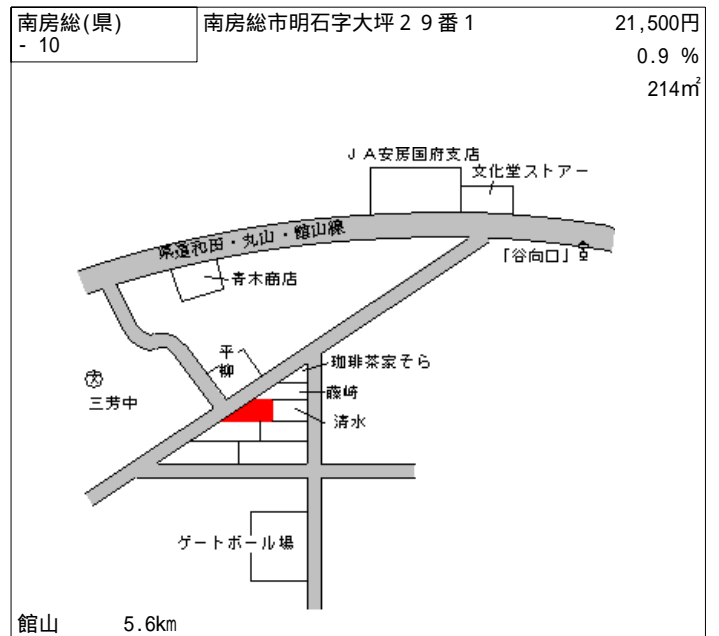 南房総(県)
- 10
南房総市明石字大坪２９番１
21,500円
0.9 %
214㎡
ＪＡ安房国府支店
文化堂ストアー
県道和田・丸山・館山線
「谷向口」
青木商店
平柳
珈琲茶家そら
藤崎
清水
文
三芳中
ゲートボール場
館山 5.6km